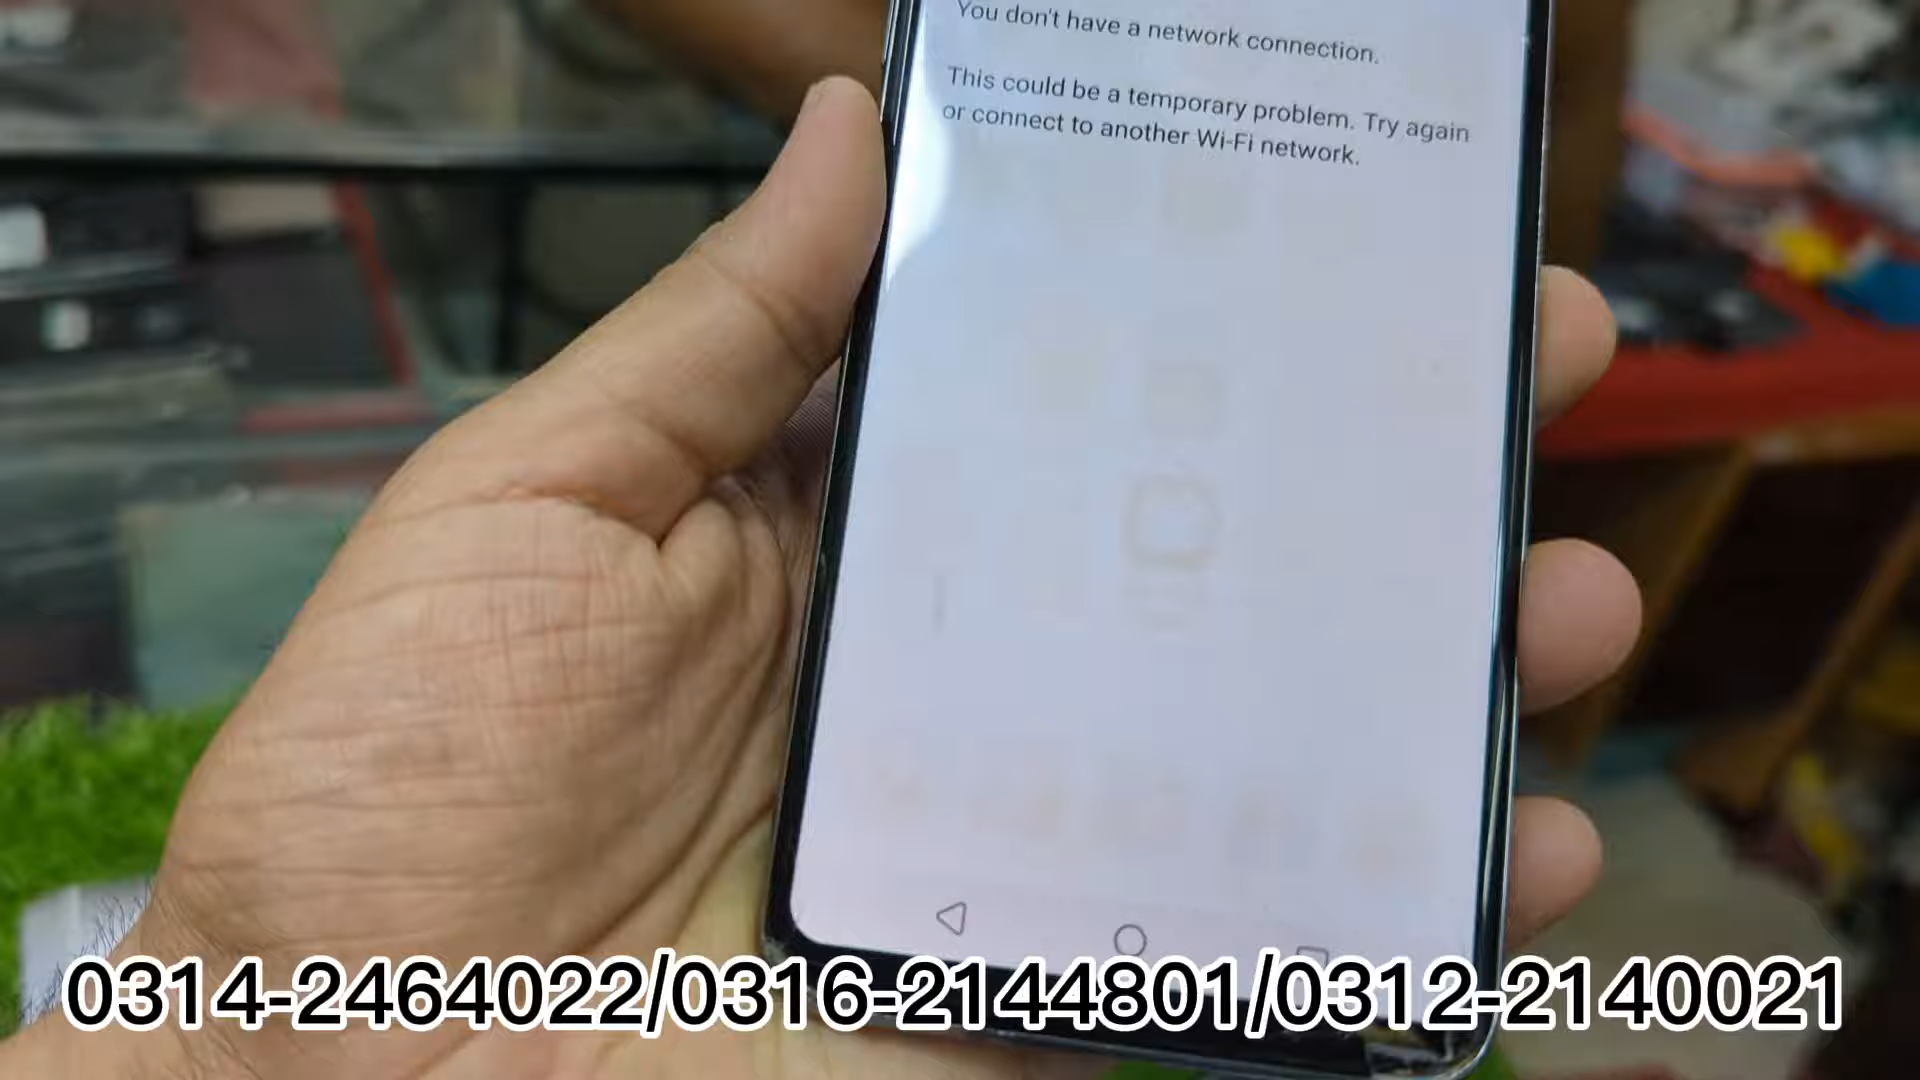 You don't have a network connection.
This could be a temporary problem. Try again
or connect to another Wi-Fi network.
0314-2464022/0316-2144801/0312-2140021